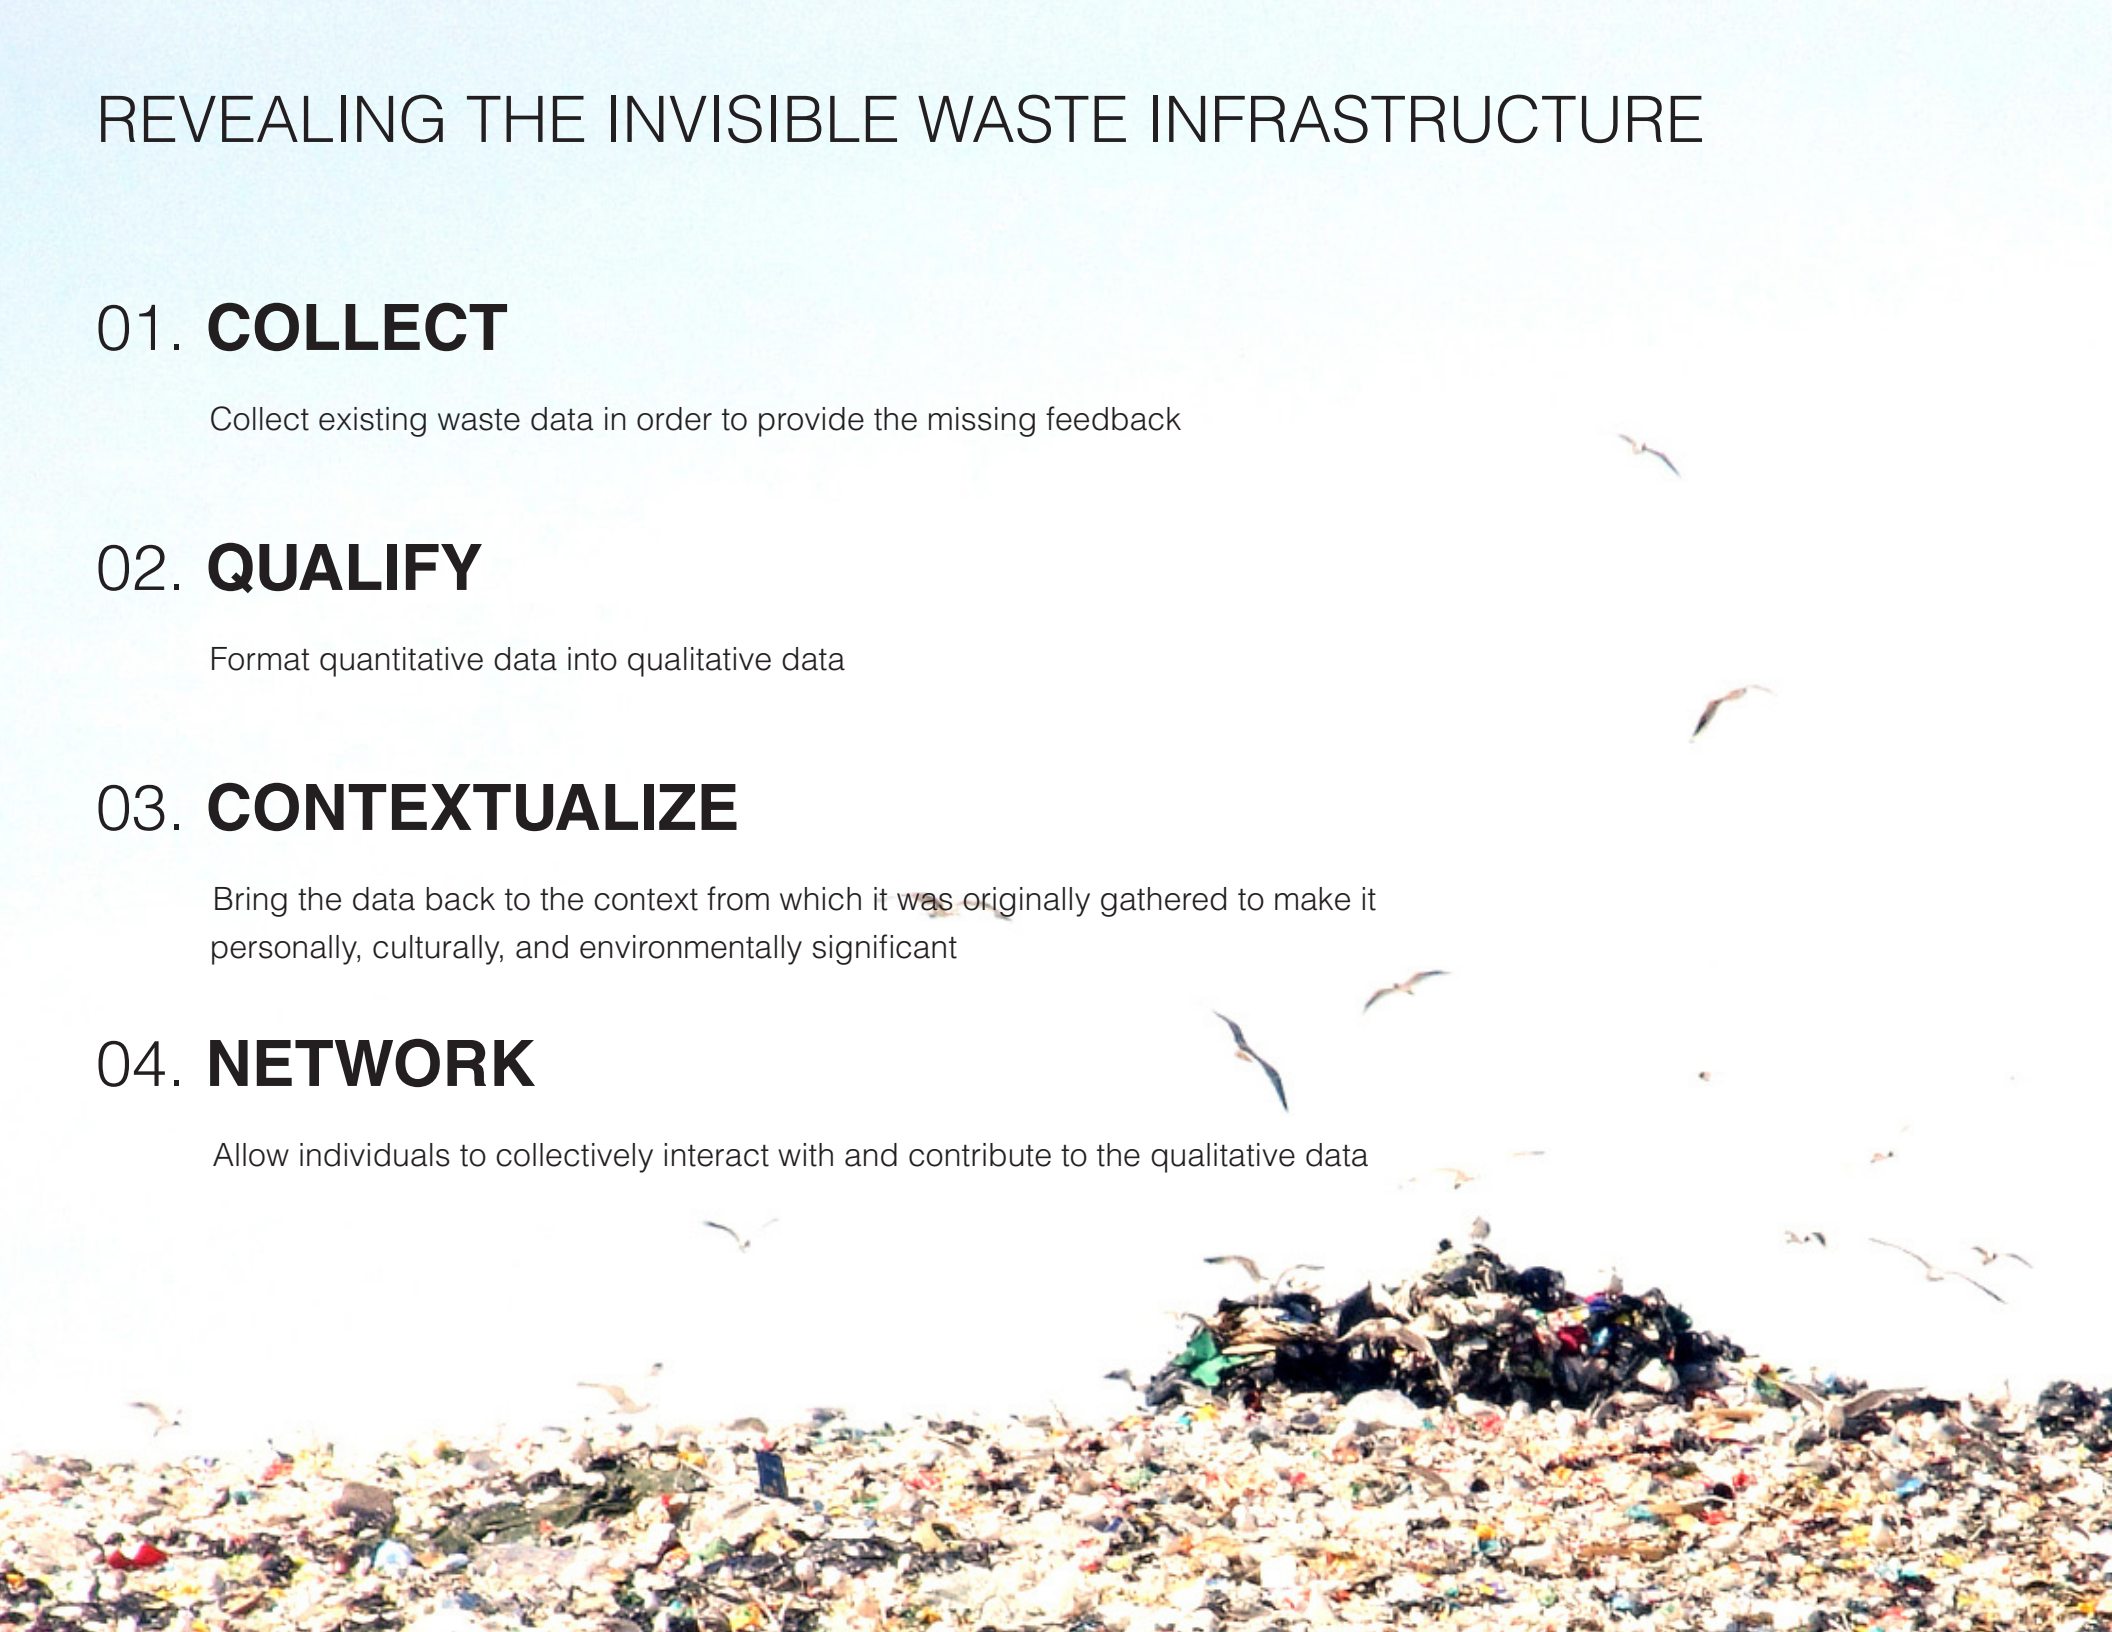 REVEALING THE INVISIBLE WASTE INFRASTRUCTURE
01. COLLECT
Collect existing waste data in order to provide the missing feedback
02. QUALIFY
Format quantitative data into qualitative data
03. CONTEXTUALIZE
Bring the data back to the context from which it was originally gathered to make it
personally, culturally, and environmentally significant
04. NETWORK
Allow individuals to collectively interact with and contribute to the qualitative data